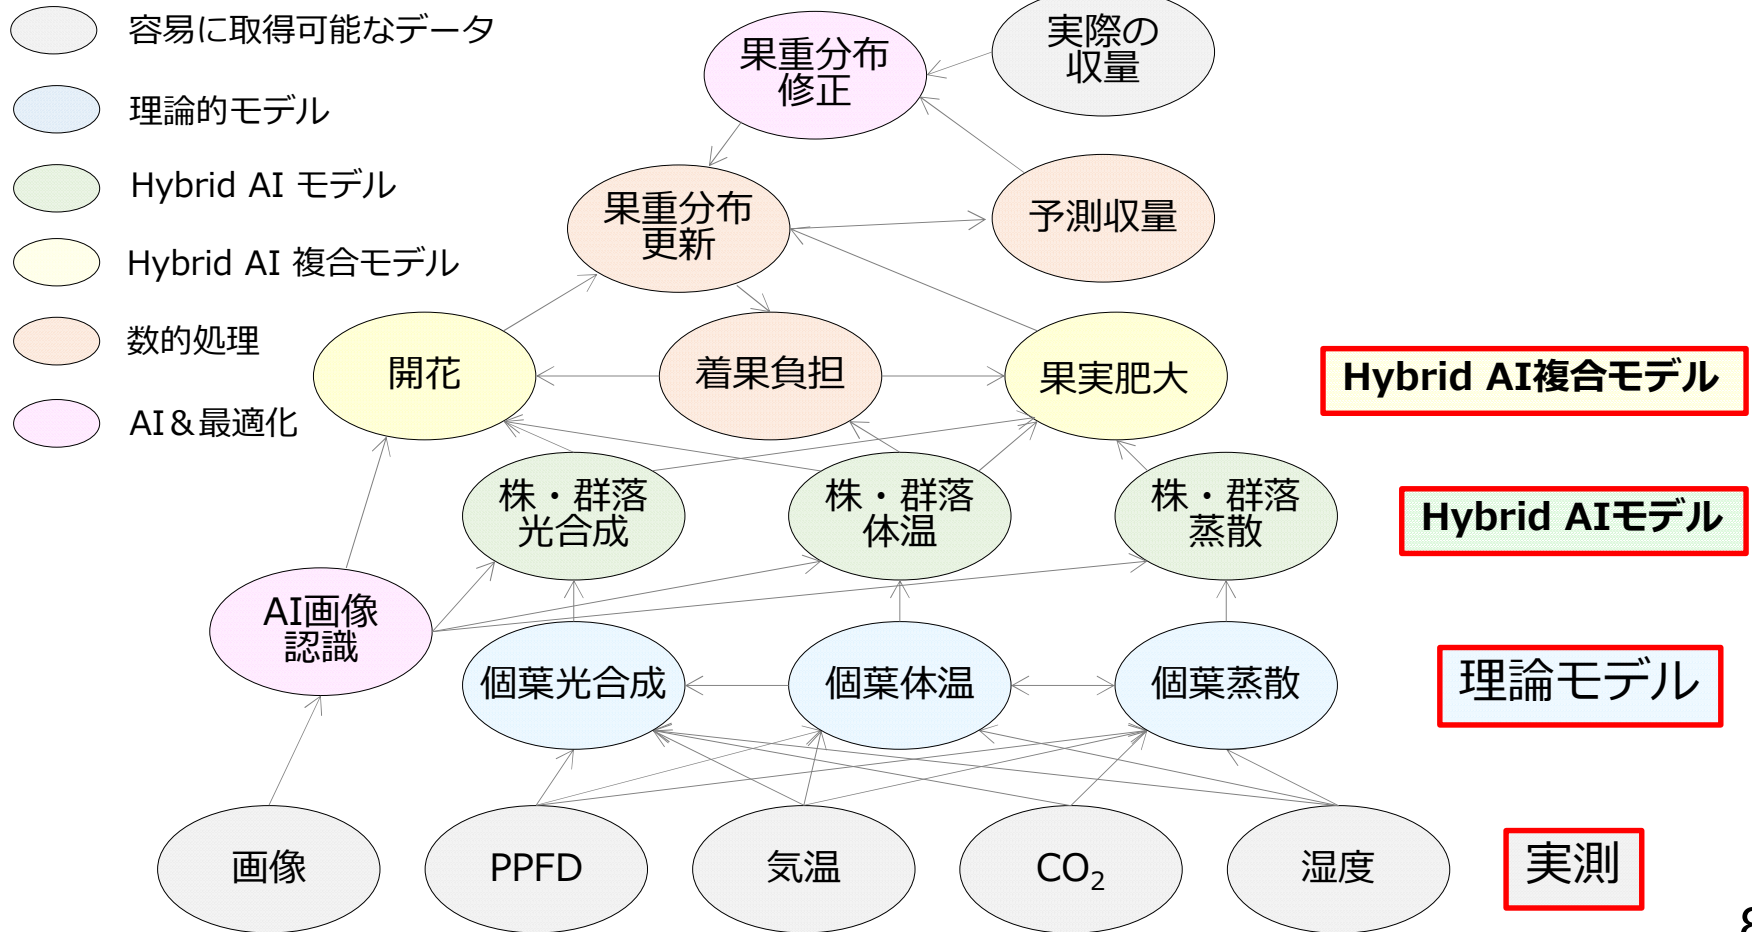 容易に取得可能なデータ
理論的モデル
Hybrid AI モデル
Hybrid AI 複合モデル
数的処理
AI＆最適化
果重分布
修正
実際の
収量
果重分布
更新
予測収量
開花
着果負担
果実肥大
Hybrid AI複合モデル
株・群落
光合成
株・群落
体温
株・群落
蒸散
Hybrid AIモデル
AI画像
認識
個葉光合成
個葉体温
個葉蒸散
理論モデル
画像
PPFD
気温
CO₂
湿度
実測